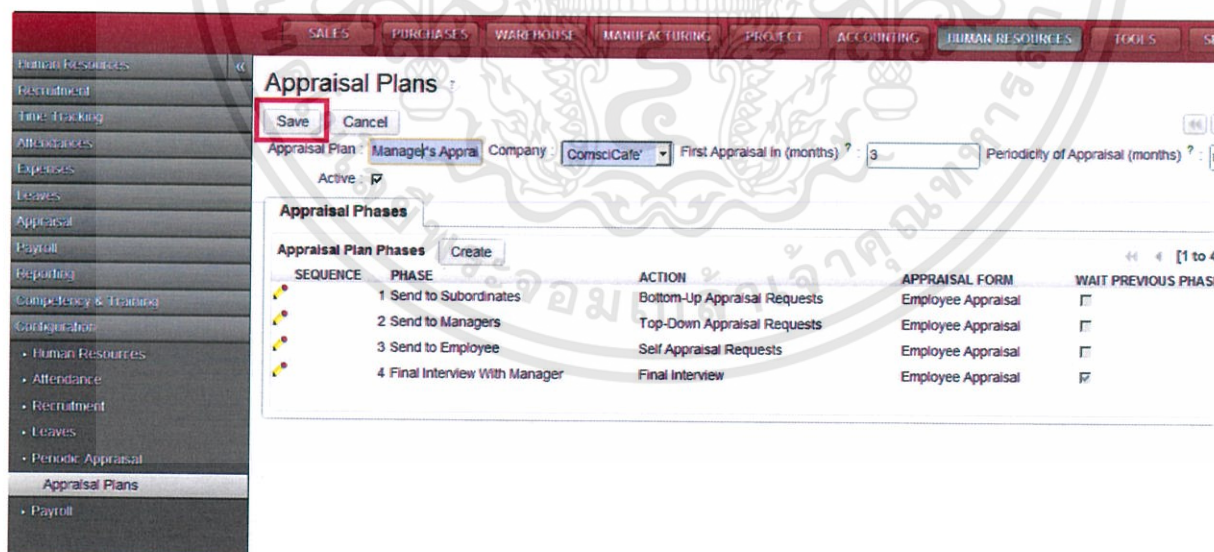 SALES PURCHASES WAREHOUSE MANUFACTURING PROJECT ACCOUNTING HUMAN RESOURCES TOOLS
Human Resources «
Recruitment
Time Tracking
Attendances
Expenses
Leaves
Appraisal
Payroll
Reporting
Competency & Training
Configuration
• Human Resources
• Attendance
• Recruitment
• Leaves
• Periodic Appraisal
Appraisal Plans
• Payroll
Appraisal Plans ?
Save Cancel
Appraisal Plan : Manager's Apprai Company : ComsciCafe' First Appraisal in (months) ? : 3 Periodicity of Appraisal (months) ? :
Active :
Appraisal Phases
Appraisal Plan Phases Create [1 to 4
SEQUENCE PHASE ACTION APPRAISAL FORM WAIT PREVIOUS PHASE
1 Send to Subordinates Bottom-Up Appraisal Requests Employee Appraisal
2 Send to Managers Top-Down Appraisal Requests Employee Appraisal
3 Send to Employee Self Appraisal Requests Employee Appraisal
4 Final Interview With Manager Final Interview Employee Appraisal